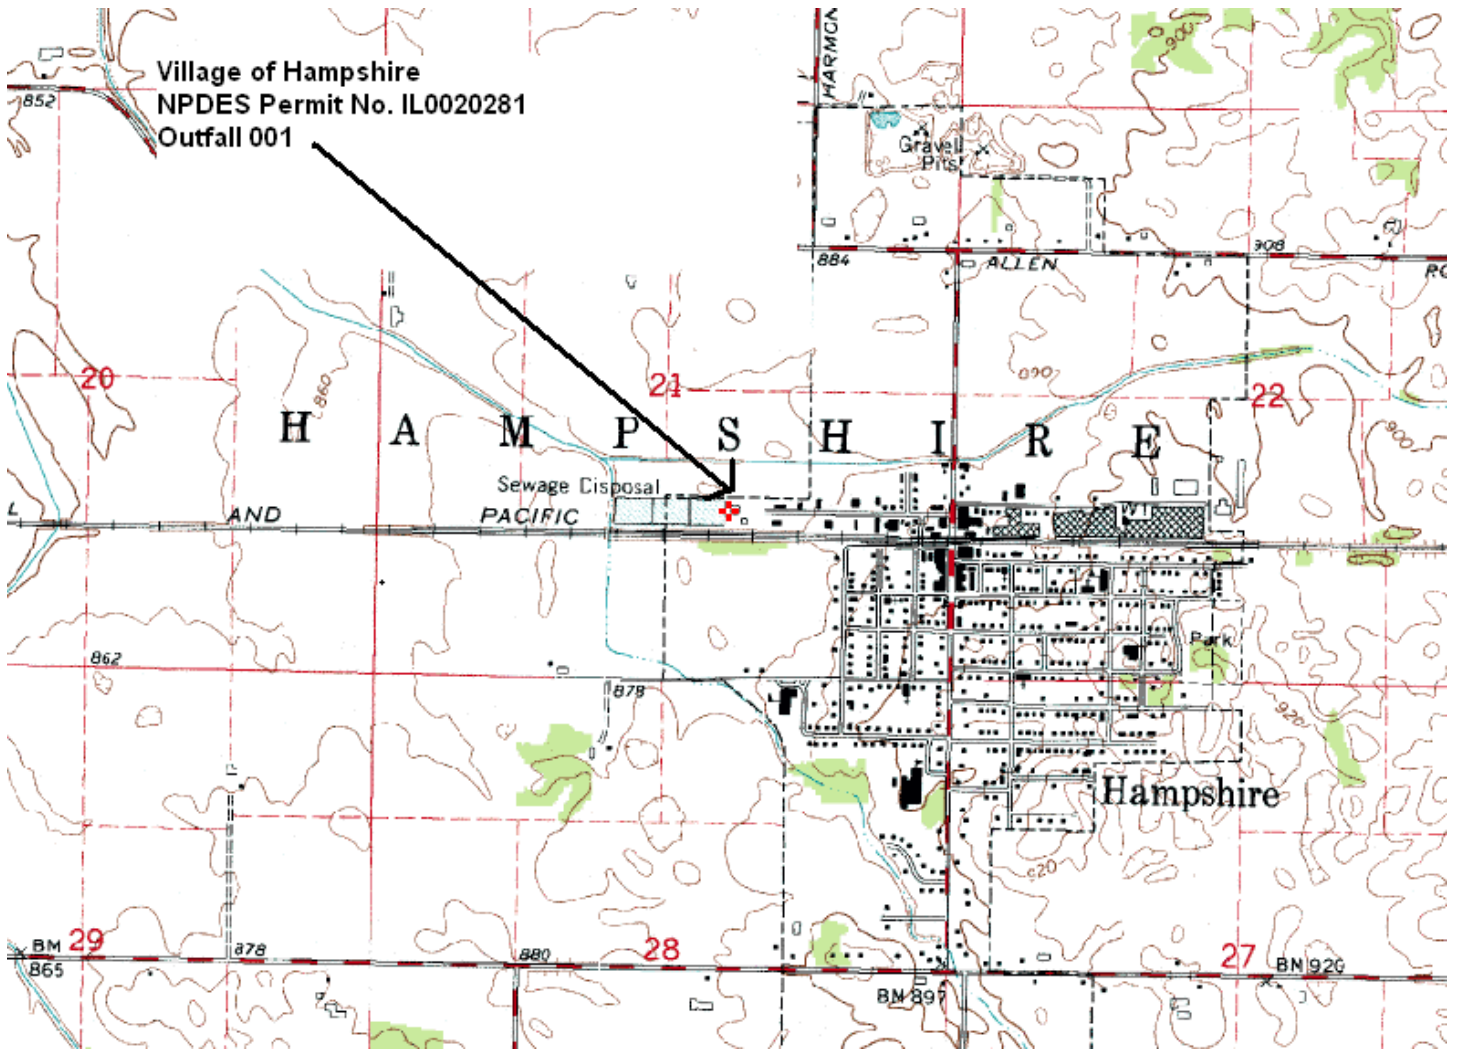 Village of Hampshire
NPDES Permit No. IL0020281
Outfall 001
852
900
Gravel
Pits
884
ALLEN
908
20
860
21
890
22
900
H A M P S H I R E
Sewage Disposal
L
AND
PACIFIC
WT
862
878
Park
920
Hampshire
920
BM
29
865
878
880
28
27
BM 920
BM 897